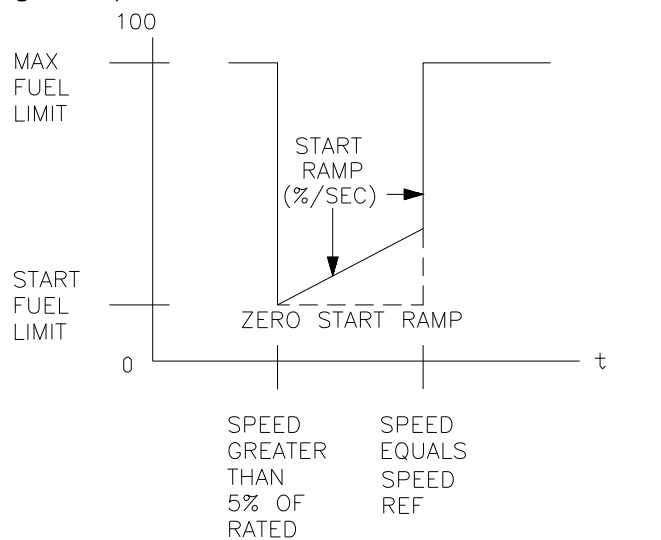 100
MAX
FUEL
LIMIT
START
RAMP
(%/SEC)
START
FUEL
LIMIT
ZERO START RAMP
0
t
SPEED
GREATER
THAN
5% OF
RATED
SPEED
EQUALS
SPEED
REF